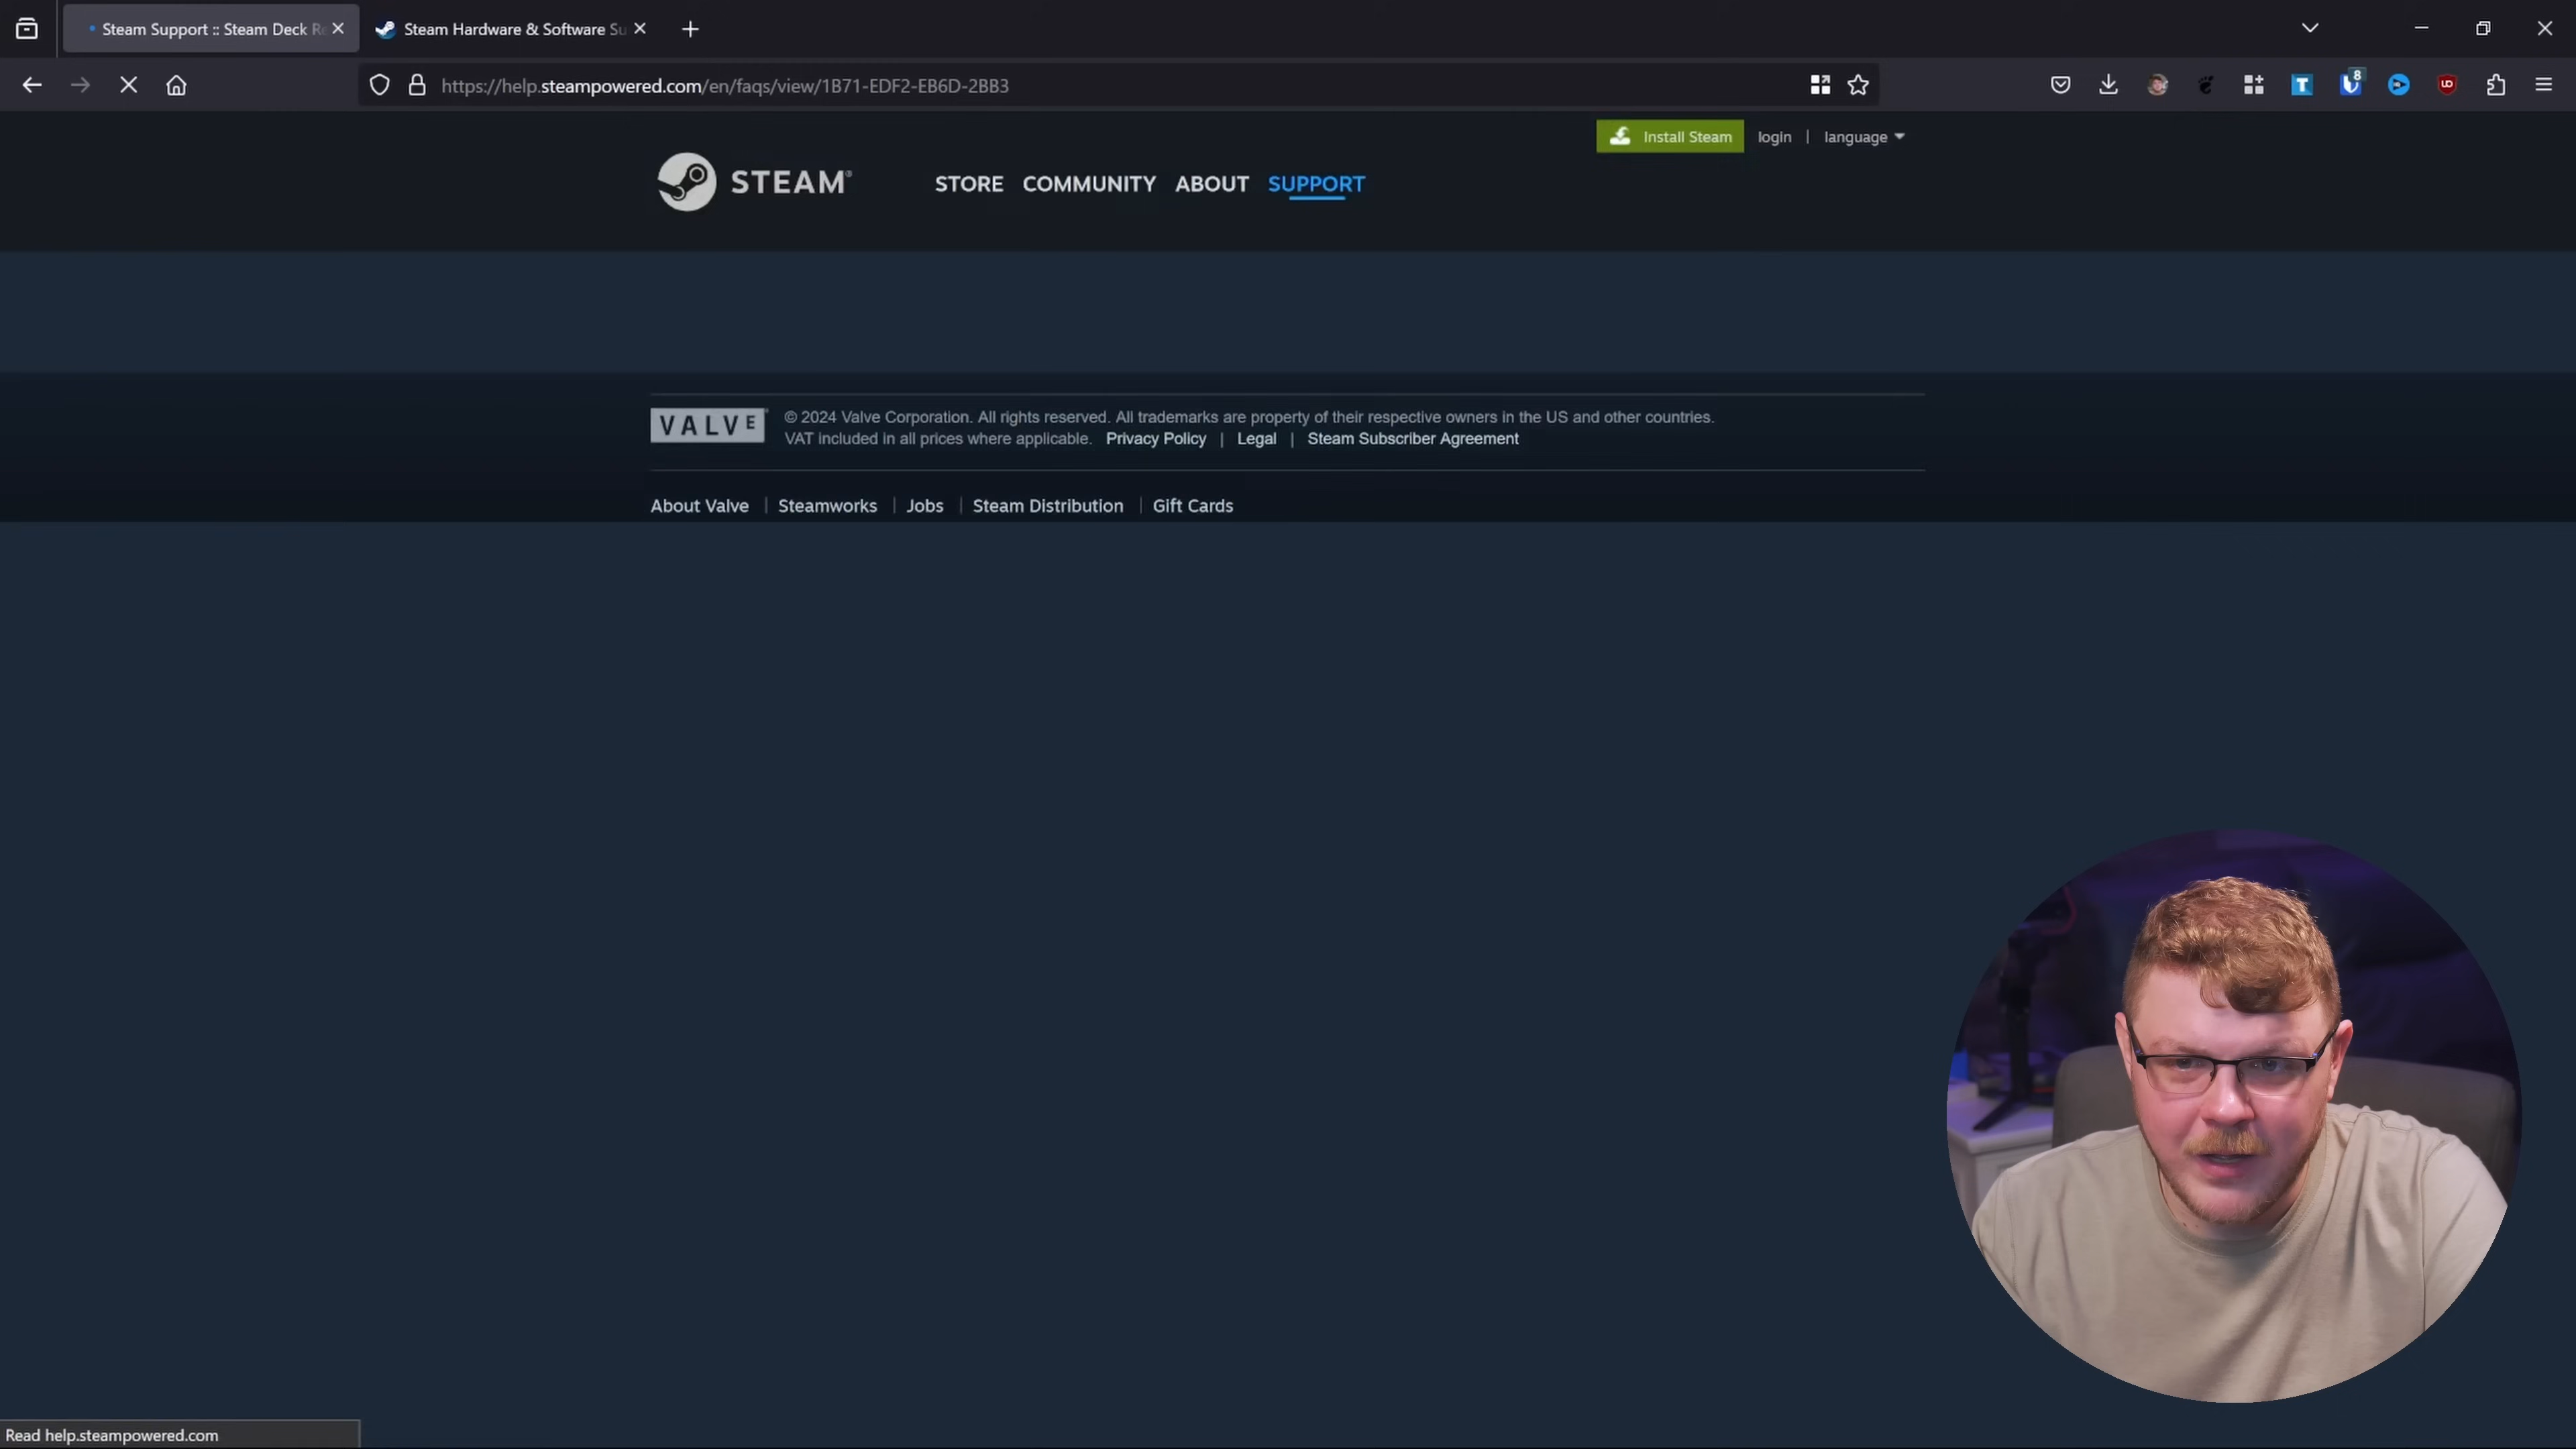 Steam Support :: Steam Deck Re
Steam Hardware & Software Su
https://help.steampowered.com/en/faqs/view/1B71-EDF2-EB6D-2BB3
8
T
UD
Install Steam
login | language
STEAM®
STORE COMMUNITY ABOUT SUPPORT
VALVE
© 2024 Valve Corporation. All rights reserved. All trademarks are property of their respective owners in the US and other countries.
VAT included in all prices where applicable. Privacy Policy | Legal | Steam Subscriber Agreement
About Valve | Steamworks | Jobs | Steam Distribution | Gift Cards
Read help.steampowered.com